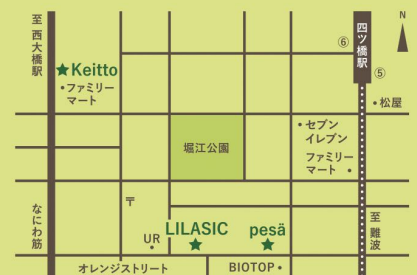 至 西大橋駅
Keitto
ファミリー
マート
なにわ筋
堀江公園
〒
UR
LILASIC
オレンジストリート
pesä
BIOTOP
セブン
イレブン
ファミリー
マート
⑥
四ツ橋駅
⑤
松屋
至 難波
N